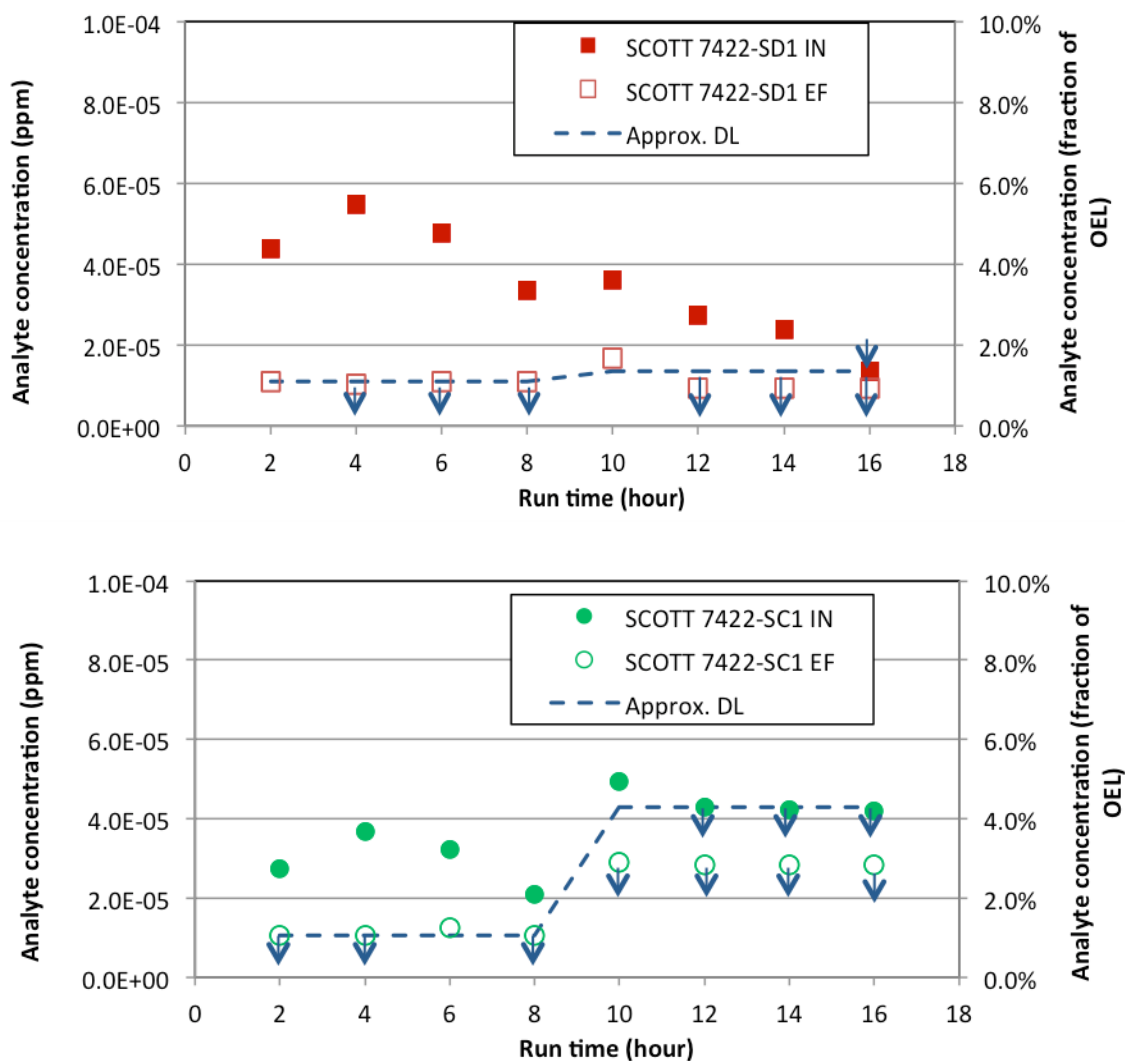 1.0E-04
8.0E-05
6.0E-05
4.0E-05
2.0E-05
0.0E+00
Analyte concentration (ppm)
SCOTT 7422-SD1 IN
SCOTT 7422-SD1 EF
Approx. DL
10.0%
8.0%
6.0%
4.0%
2.0%
0.0%
Analyte concentration (fraction of
OEL)
0 2 4 6 8 10 12 14 16 18
Run time (hour)
1.0E-04
8.0E-05
6.0E-05
4.0E-05
2.0E-05
0.0E+00
Analyte concentration (ppm)
SCOTT 7422-SC1 IN
SCOTT 7422-SC1 EF
Approx. DL
10.0%
8.0%
6.0%
4.0%
2.0%
0.0%
Analyte concentration (fraction of
OEL)
0 2 4 6 8 10 12 14 16 18
Run time (hour)